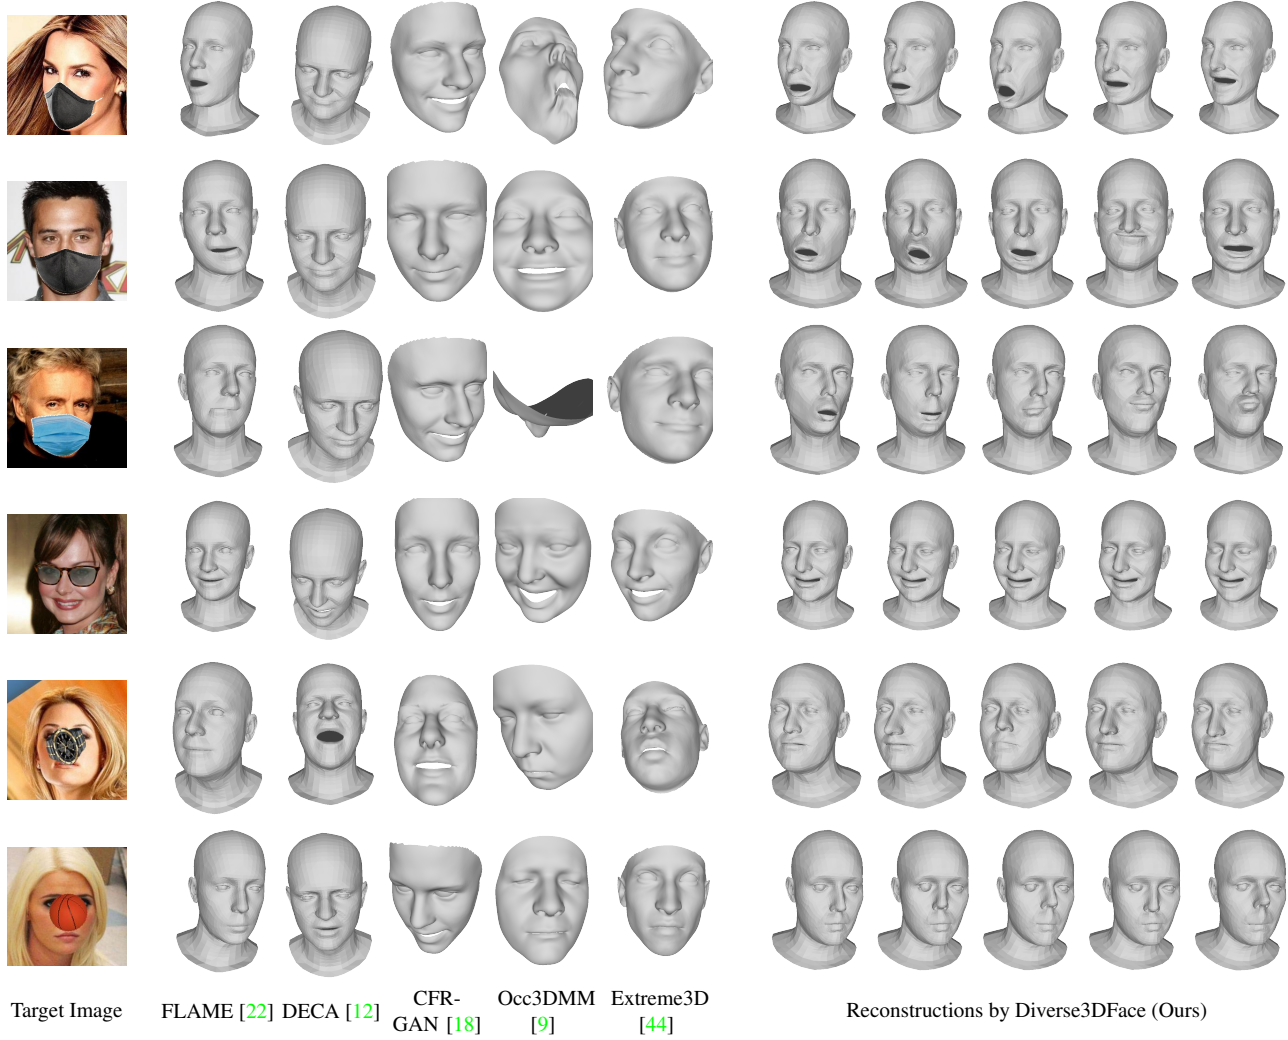 Target Image
FLAME [22]
DECA [12]
CFR-
GAN [18]
Occ3DMM
[9]
Extreme3D
[44]
Reconstructions by Diverse3DFace (Ours)